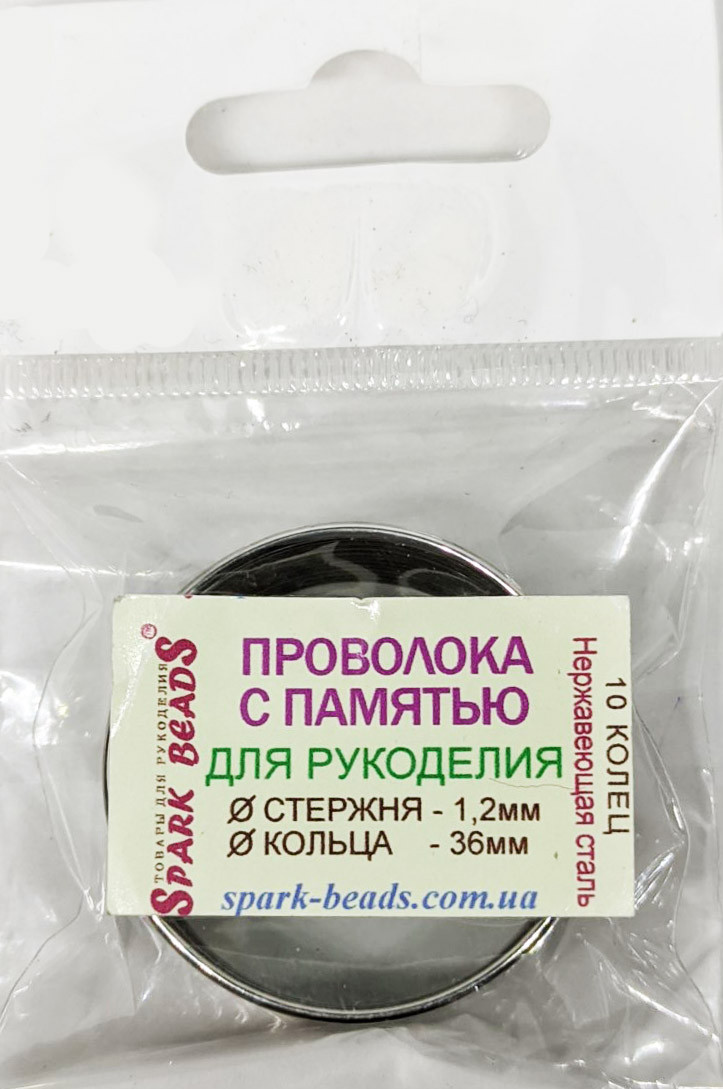 ТОВАРЫ ДЛЯ РУКОДЕЛИЯ
SPARK BEADS®
ПРОВОЛОКА
С ПАМЯТЬЮ
ДЛЯ РУКОДЕЛИЯ
Ø СТЕРЖНЯ - 1,2мм
Ø КОЛЬЦА - 36мм
spark-beads.com.ua
10 КОЛЕЦ
Нержавеющая сталь